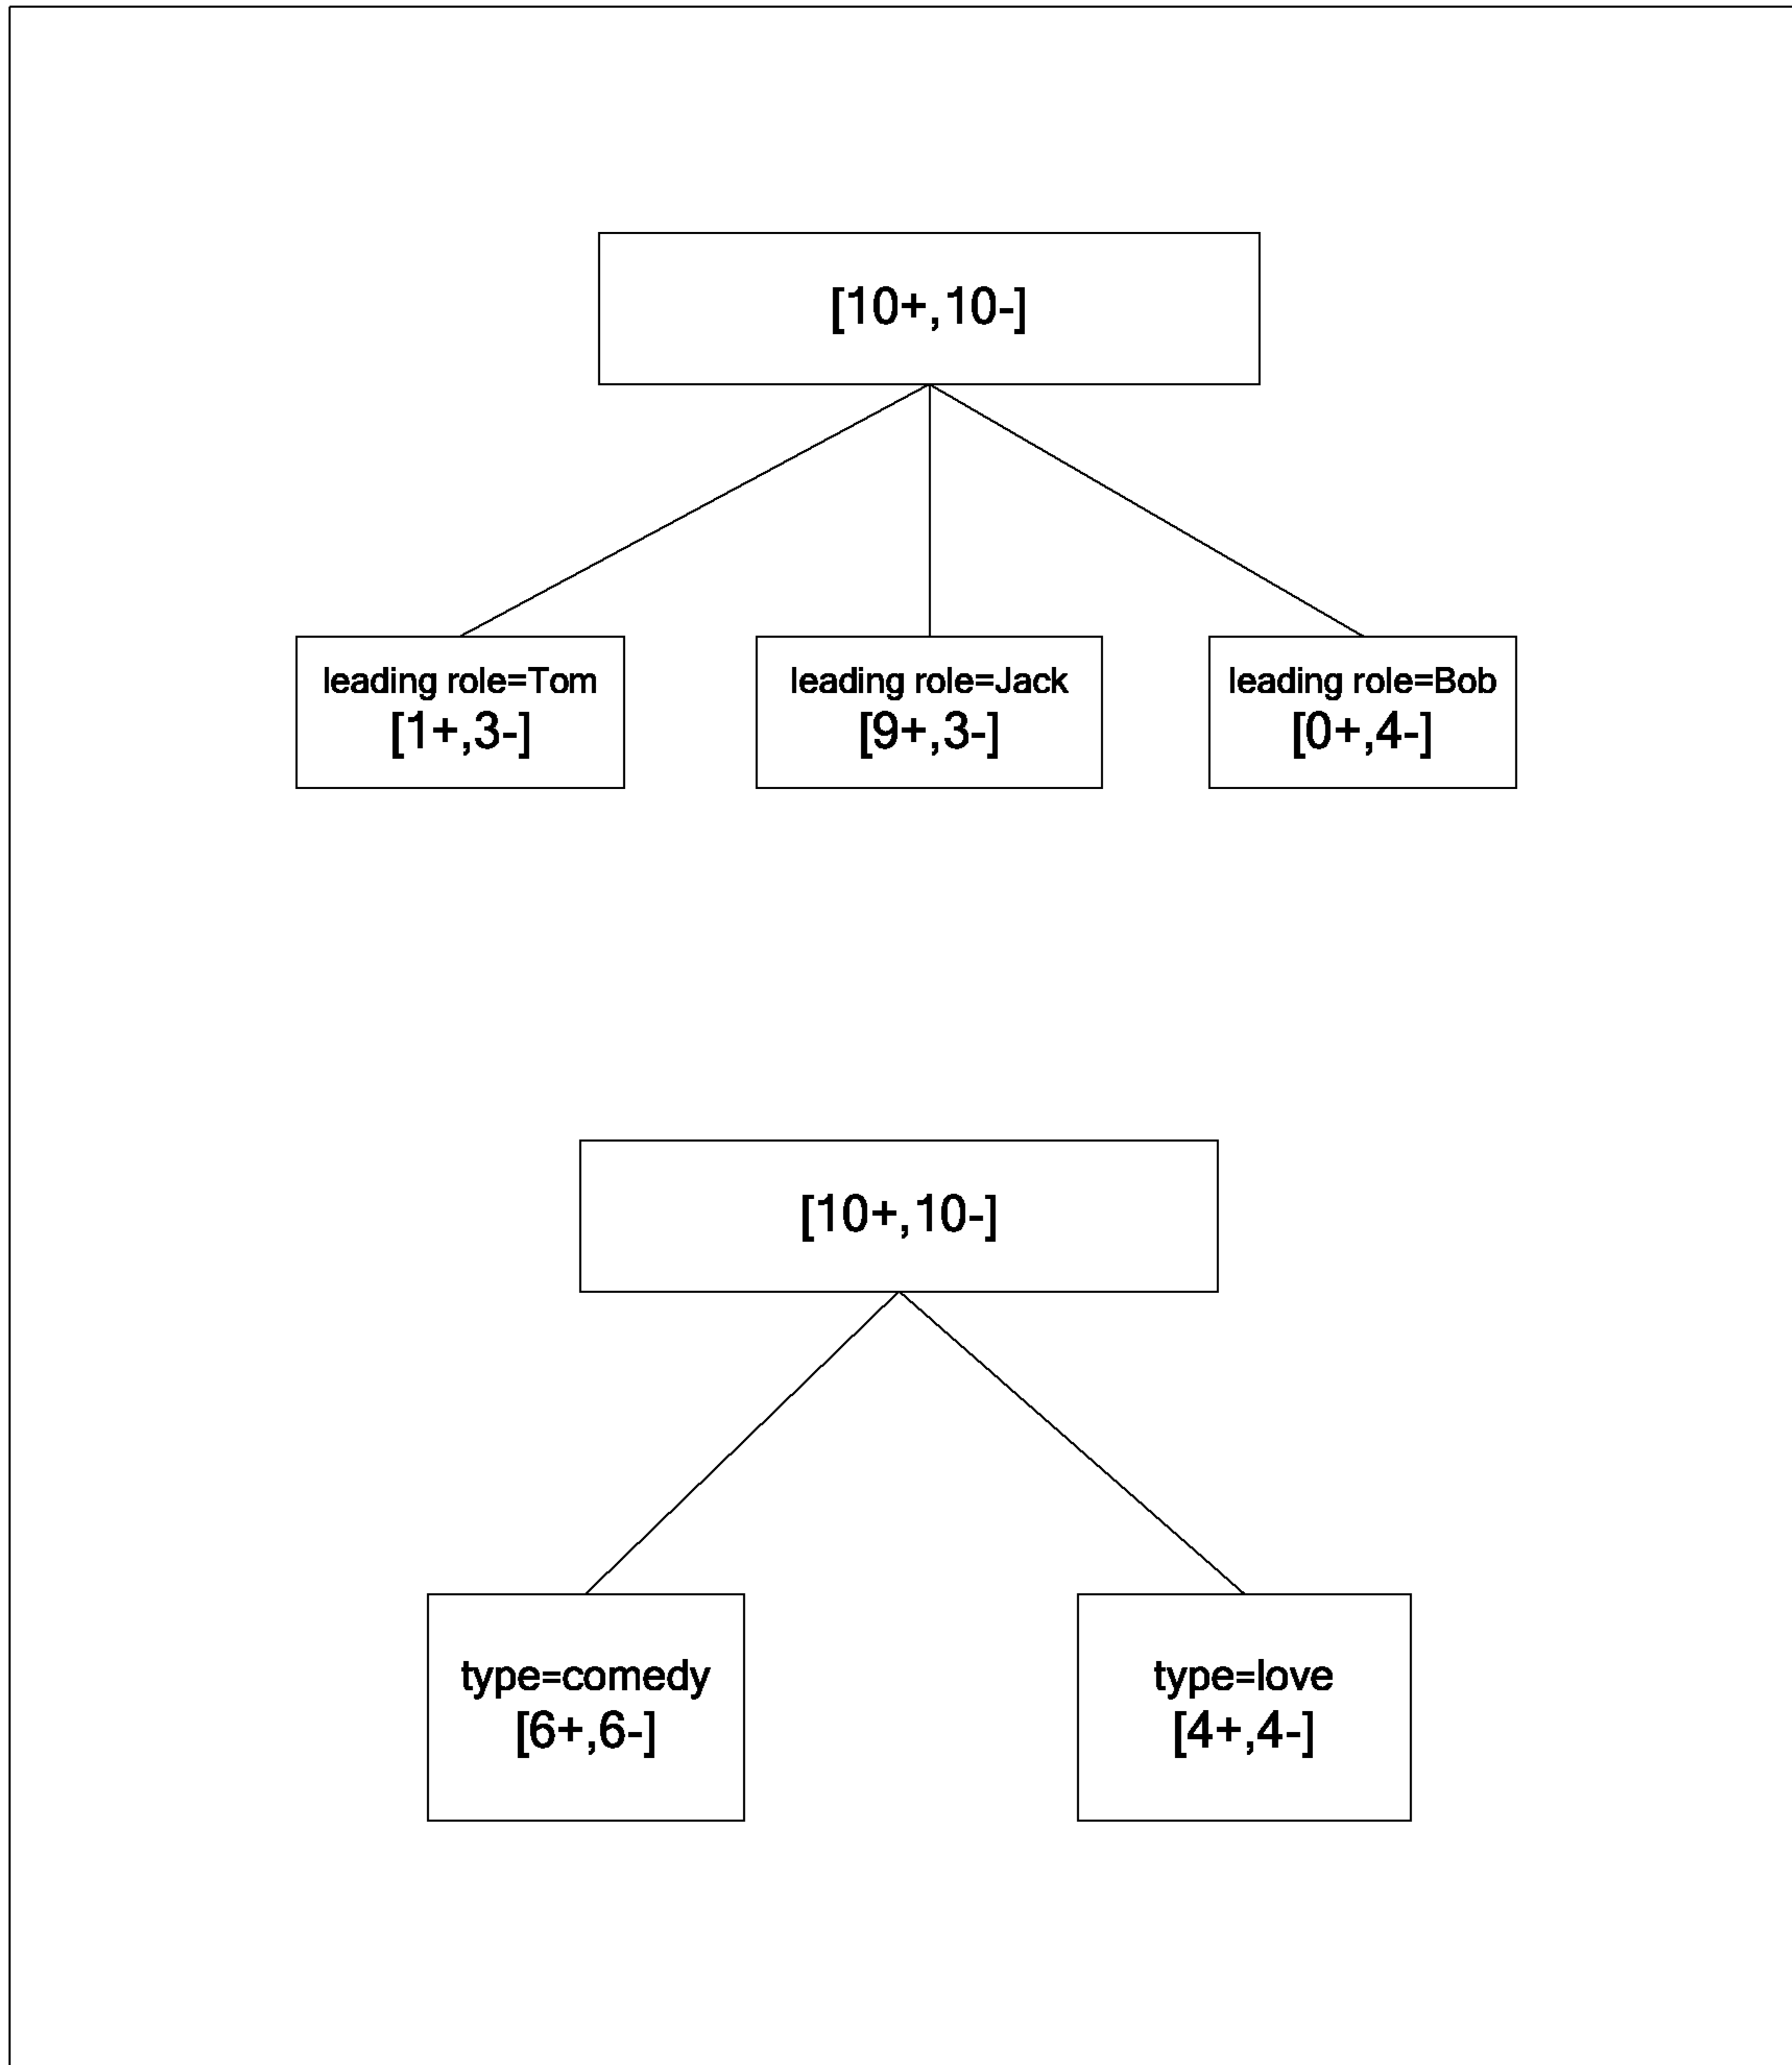 [10+,10-]
leading role=Tom
[1+,3-]
leading role=Jack
[9+,3-]
leading role=Bob
[0+,4-]
[10+,10-]
type=comedy
[6+,6-]
type=love
[4+,4-]